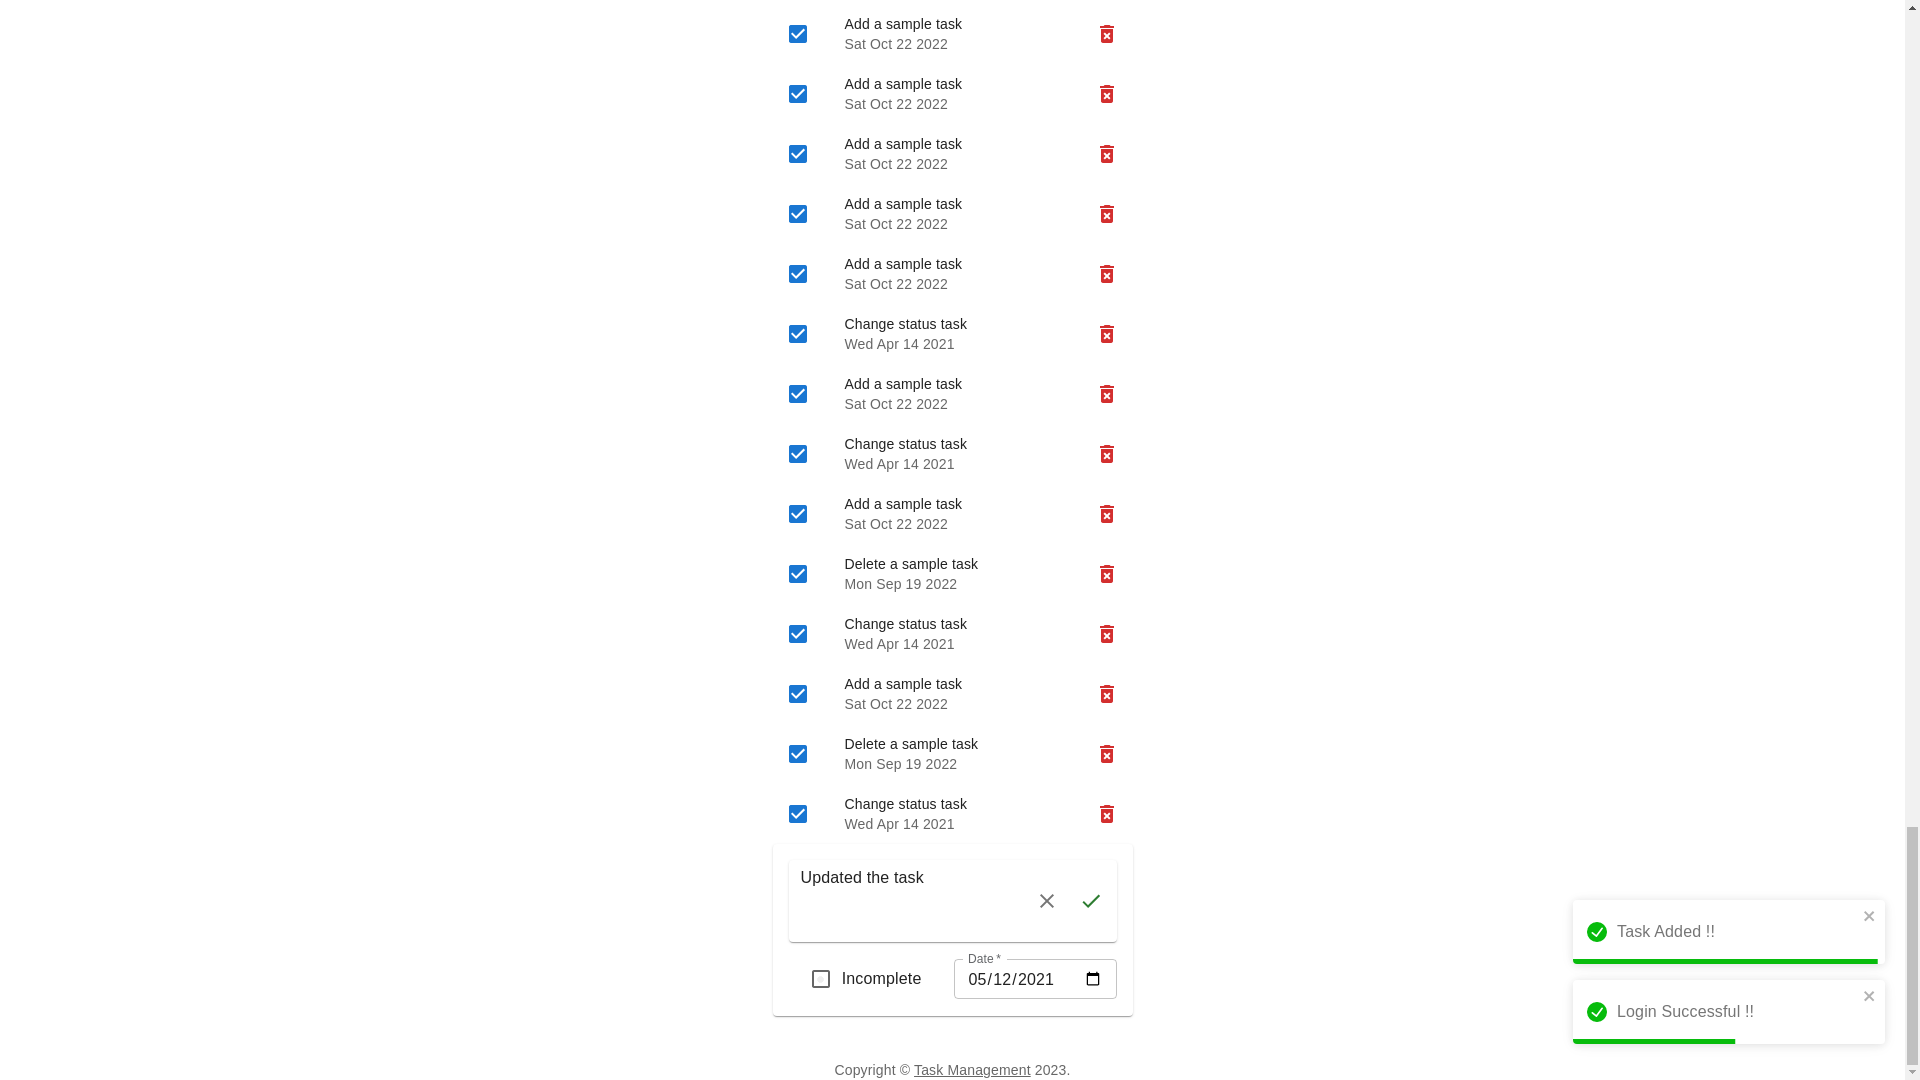 Add a sample task
Sat Oct 22 2022
Add a sample task
Sat Oct 22 2022
Add a sample task
Sat Oct 22 2022
Add a sample task
Sat Oct 22 2022
Add a sample task
Sat Oct 22 2022
Change status task
Wed Apr 14 2021
Add a sample task
Sat Oct 22 2022
Change status task
Wed Apr 14 2021
Add a sample task
Sat Oct 22 2022
Delete a sample task
Mon Sep 19 2022
Change status task
Wed Apr 14 2021
Add a sample task
Sat Oct 22 2022
Delete a sample task
Mon Sep 19 2022
Change status task
Wed Apr 14 2021
Updated the task
Incomplete
Date *
05/12/2021
Task Added !!
Login Successful !!
Copyright © Task Management 2023.